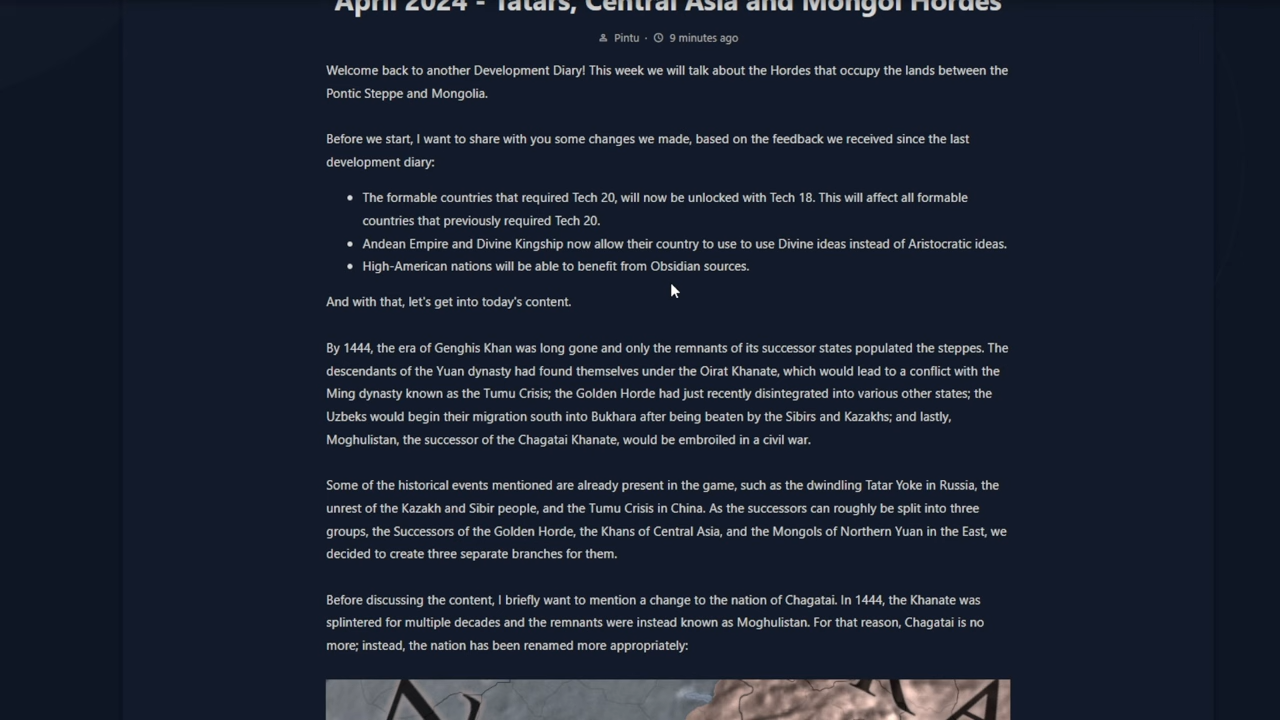 April 2024 - Tatars, Central Asia and Mongol Hordes
Pintu · 9 minutes ago
Welcome back to another Development Diary! This week we will talk about the Hordes that occupy the lands between the
Pontic Steppe and Mongolia.
Before we start, I want to share with you some changes we made, based on the feedback we received since the last
development diary:
• The formable countries that required Tech 20, will now be unlocked with Tech 18. This will affect all formable
countries that previously required Tech 20.
• Andean Empire and Divine Kingship now allow their country to use to use Divine ideas instead of Aristocratic ideas.
• High-American nations will be able to benefit from Obsidian sources.
And with that, let's get into today's content.
By 1444, the era of Genghis Khan was long gone and only the remnants of its successor states populated the steppes. The
descendants of the Yuan dynasty had found themselves under the Oirat Khanate, which would lead to a conflict with the
Ming dynasty known as the Tumu Crisis; the Golden Horde had just recently disintegrated into various other states; the
Uzbeks would begin their migration south into Bukhara after being beaten by the Sibirs and Kazakhs; and lastly,
Moghulistan, the successor of the Chagatai Khanate, would be embroiled in a civil war.
Some of the historical events mentioned are already present in the game, such as the dwindling Tatar Yoke in Russia, the
unrest of the Kazakh and Sibir people, and the Tumu Crisis in China. As the successors can roughly be split into three
groups, the Successors of the Golden Horde, the Khans of Central Asia, and the Mongols of Northern Yuan in the East, we
decided to create three separate branches for them.
Before discussing the content, I briefly want to mention a change to the nation of Chagatai. In 1444, the Khanate was
splintered for multiple decades and the remnants were instead known as Moghulistan. For that reason, Chagatai is no
more; instead, the nation has been renamed more appropriately: